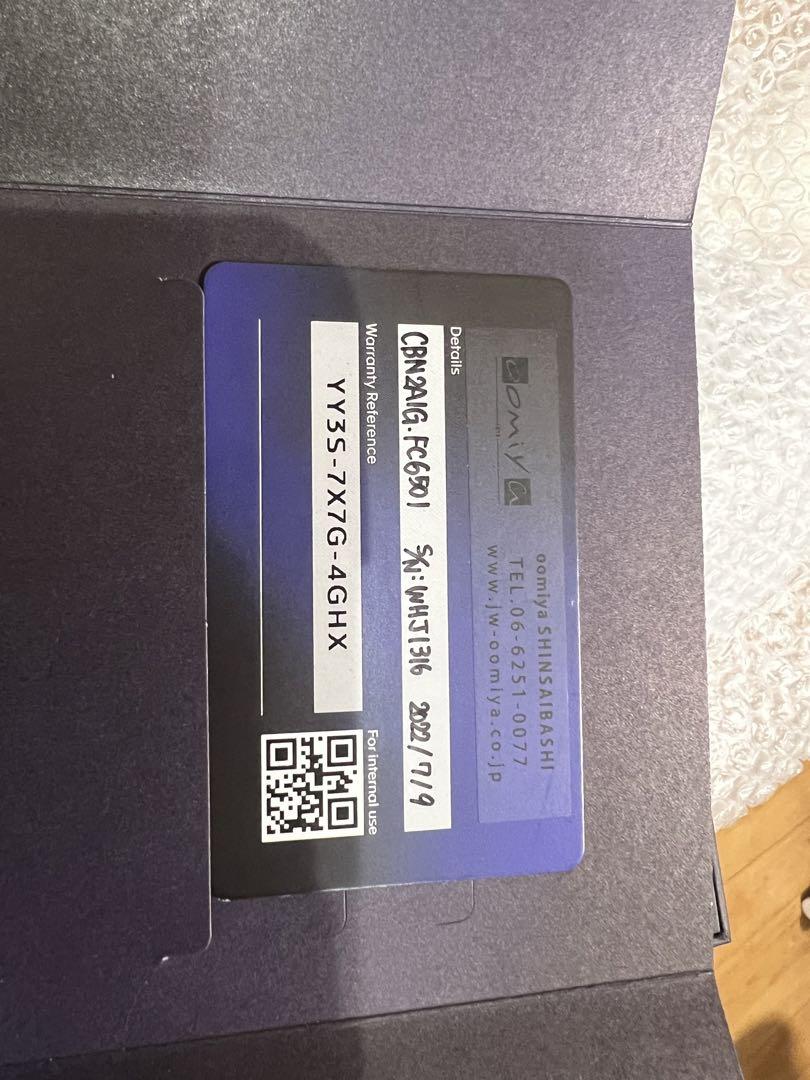 oomiya
oomiya SHINSAIBASHI
TEL.06-6251-0077
www.jw-oomiya.co.jp
Details
CBN2A1G.FC6501 S/N:WHJ1316 2022/7/9
Warranty Reference
YY3S-7X7G-4GHX
For internal use